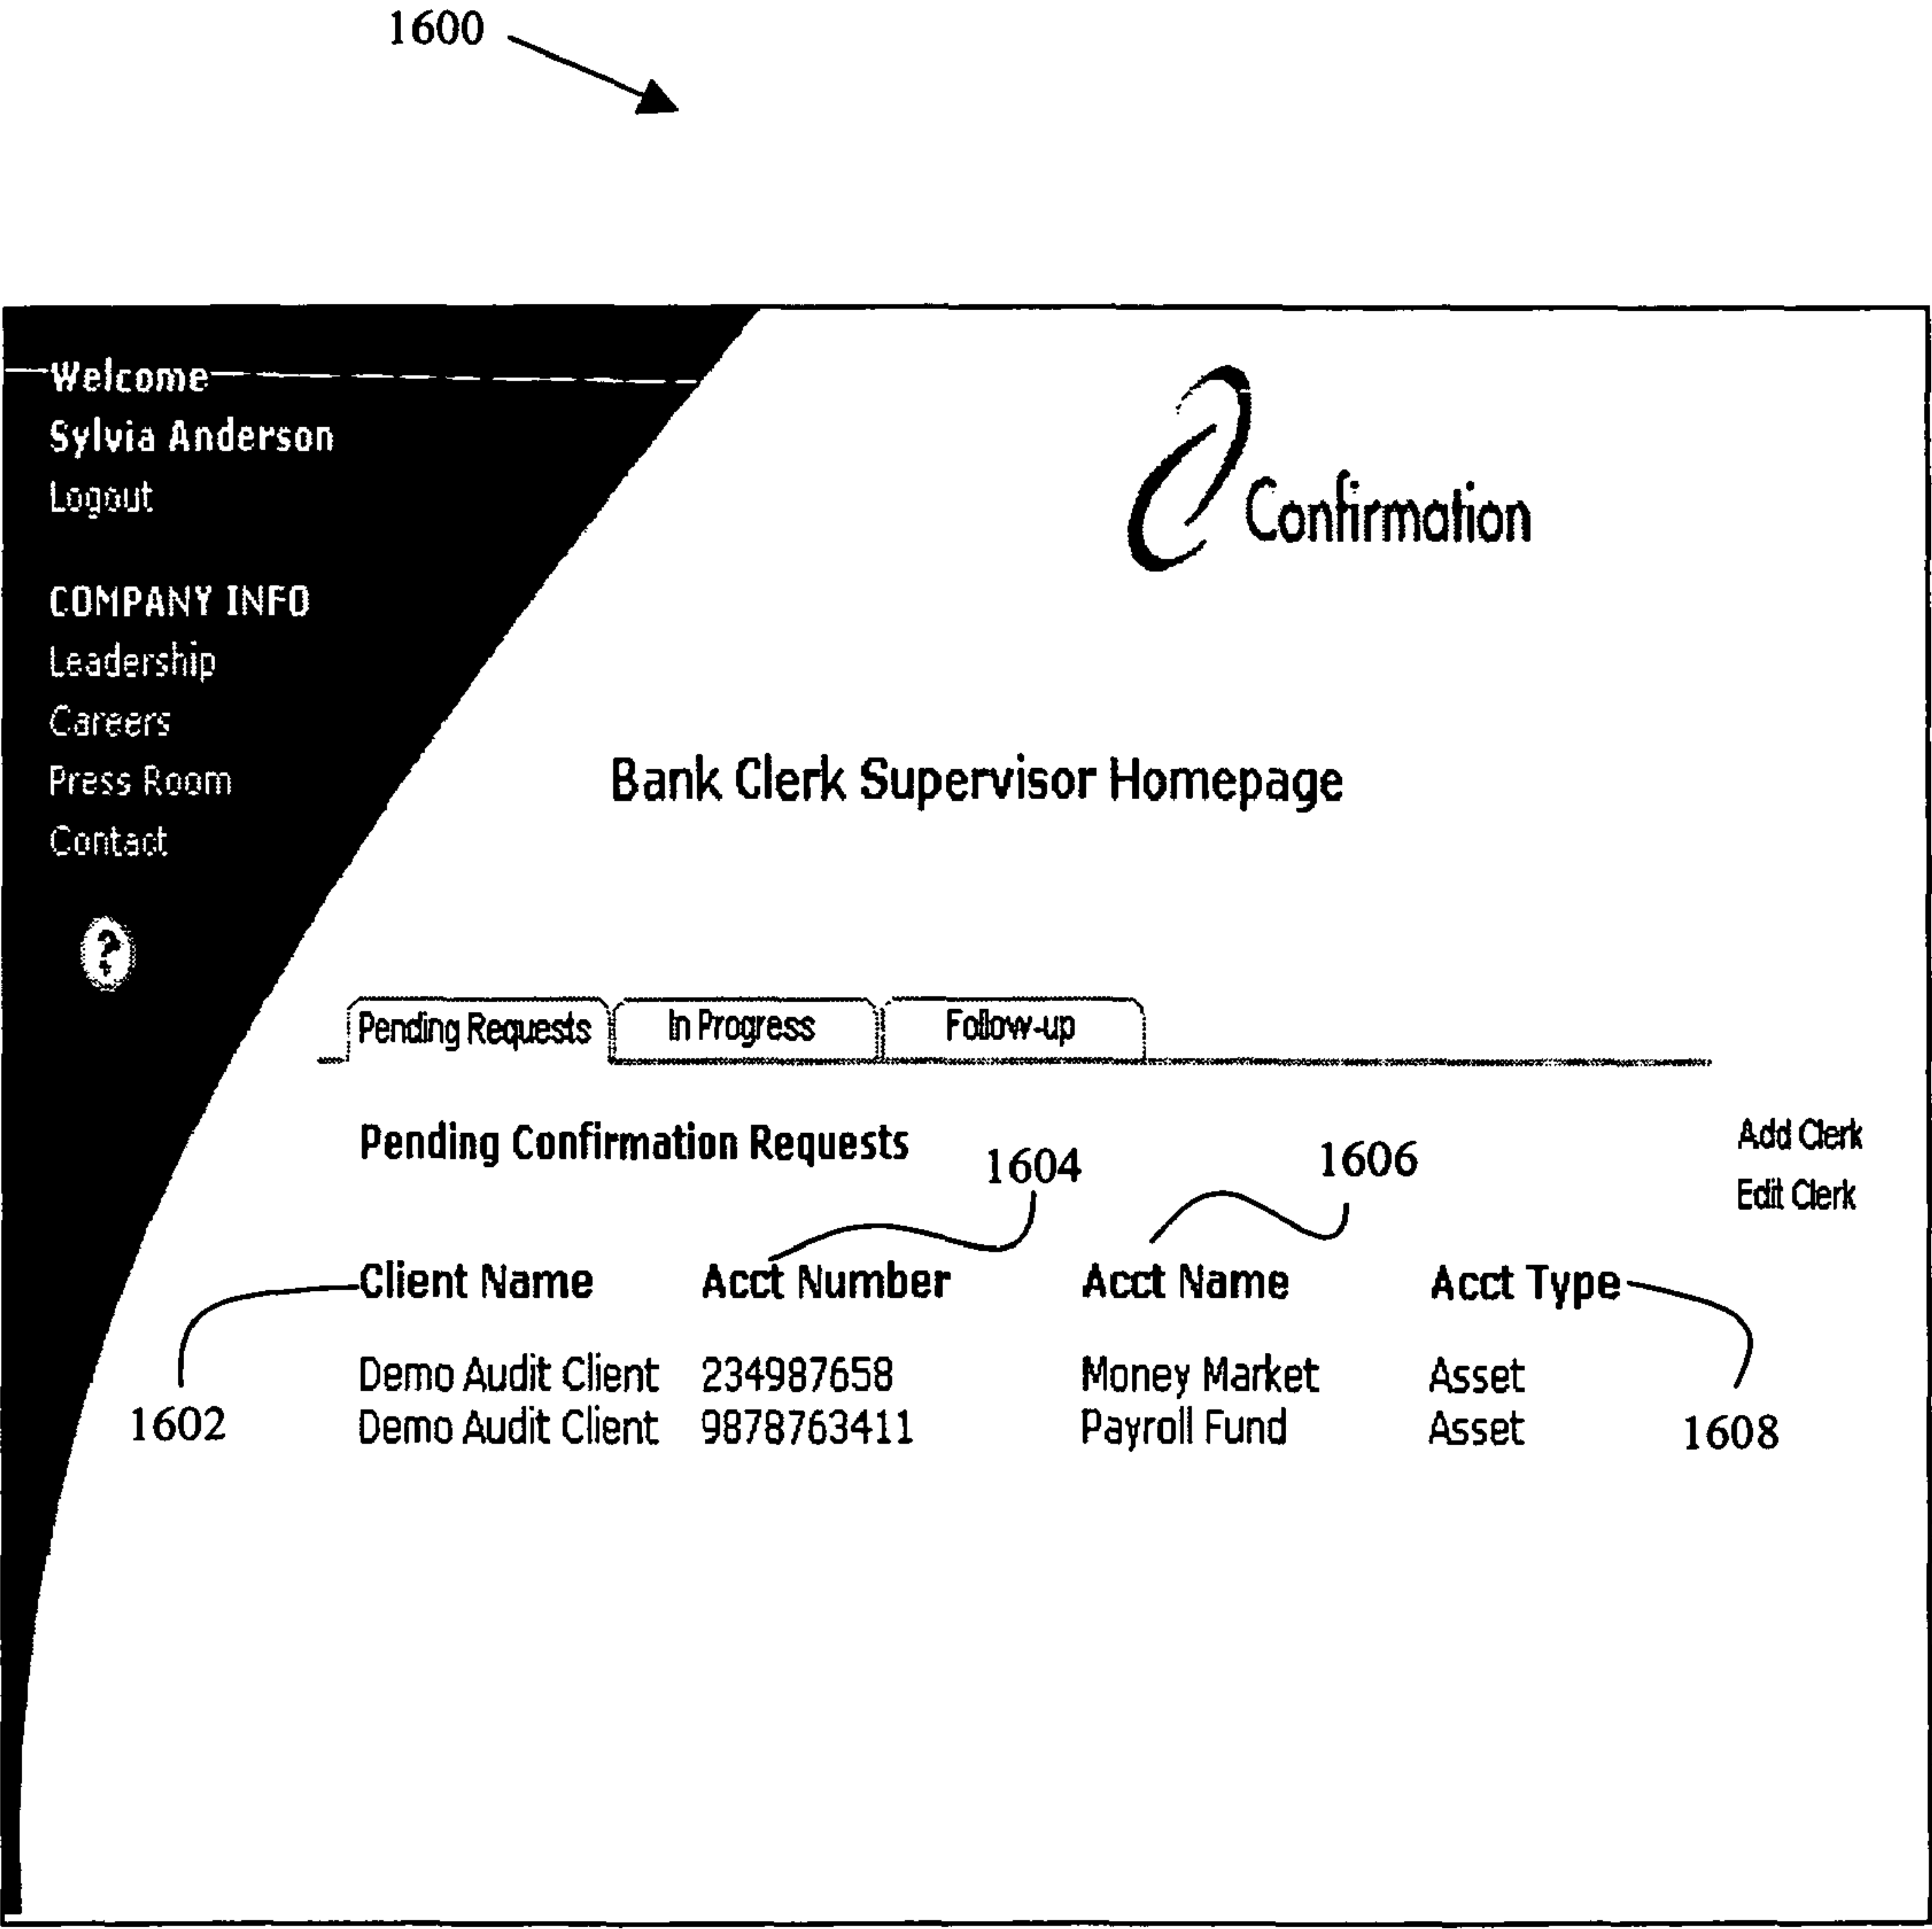 1600
Welcome
Sylvia Anderson
Logout
COMPANY INFO
Leadership
Careers
Press Room
Contact
?
Confirmation
Bank Clerk Supervisor Homepage
Pending Requests In Progress Follow-up
Pending Confirmation Requests
Add Clerk
Edit Clerk
1604 1606
Client Name Acct Number Acct Name Acct Type
Demo Audit Client 234987658 Money Market Asset
Demo Audit Client 9878763411 Payroll Fund Asset
1602 1608